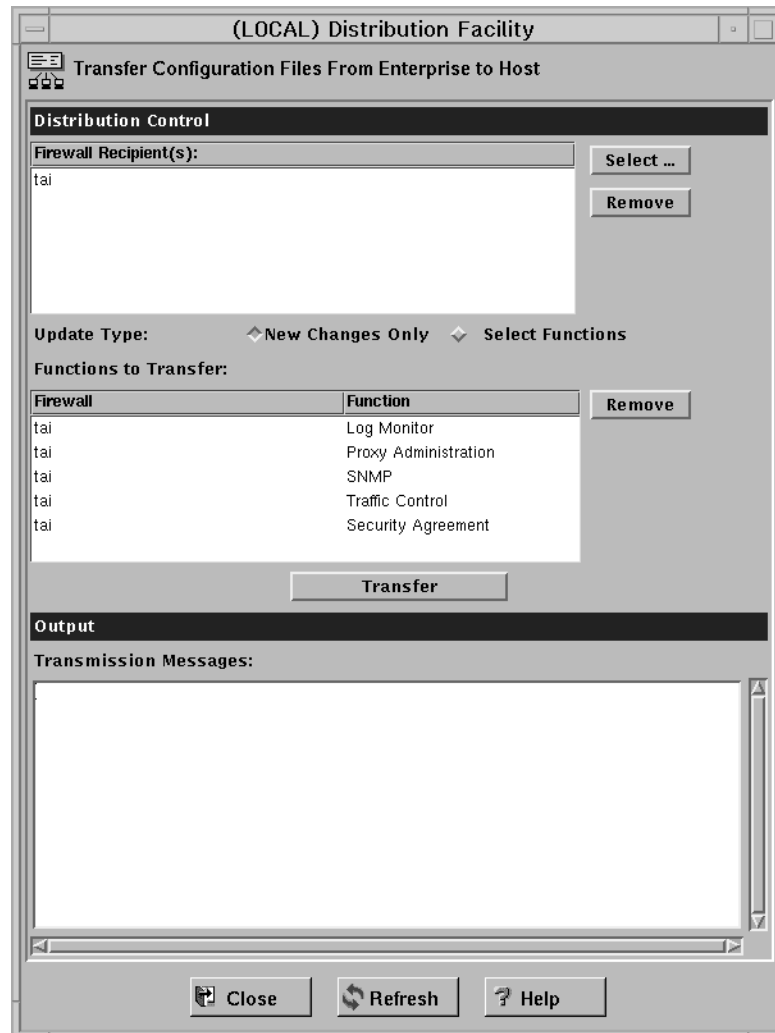 (LOCAL) Distribution Facility
Transfer Configuration Files From Enterprise to Host
Distribution Control
Firewall Recipient(s):
Select ...
tai
Remove
Update Type: New Changes Only Select Functions
Functions to Transfer:
Firewall Function
Remove
tai Log Monitor
tai Proxy Administration
tai SNMP
tai Traffic Control
tai Security Agreement
Transfer
Output
Transmission Messages:
Close Refresh Help